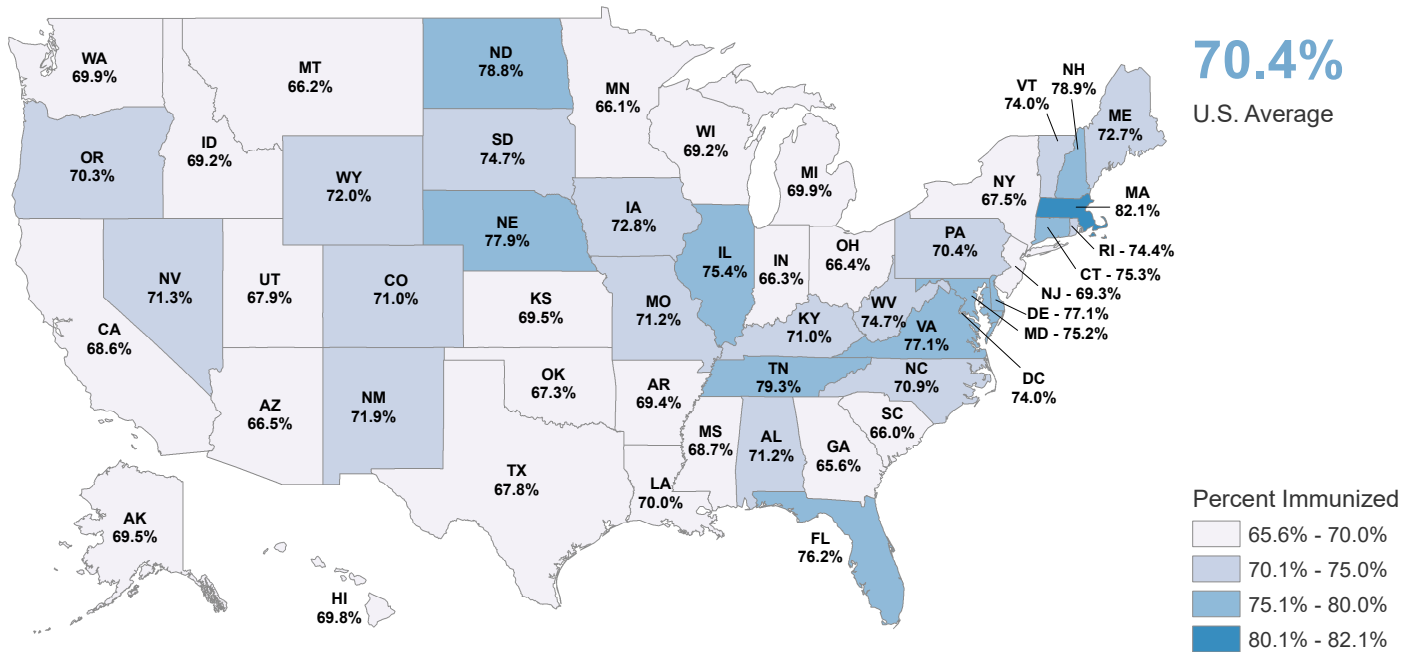 WA
69.9%
MT
66.2%
ND
78.8%
MN
66.1%
OR
70.3%
ID
69.2%
WY
72.0%
SD
74.7%
WI
69.2%
MI
69.9%
NV
71.3%
UT
67.9%
CO
71.0%
NE
77.9%
IA
72.8%
IL
75.4%
IN
66.3%
OH
66.4%
PA
70.4%
NY
67.5%
VT
74.0%
NH
78.9%
ME
72.7%
MA
82.1%
RI - 74.4%
CT - 75.3%
NJ - 69.3%
DE - 77.1%
MD - 75.2%
DC
74.0%
CA
68.6%
AZ
66.5%
NM
71.9%
KS
69.5%
MO
71.2%
KY
71.0%
WV
74.7%
VA
77.1%
OK
67.3%
AR
69.4%
TN
79.3%
NC
70.9%
SC
66.0%
TX
67.8%
LA
70.0%
MS
68.7%
AL
71.2%
GA
65.6%
FL
76.2%
AK
69.5%
HI
69.8%
70.4%
U.S. Average
Percent Immunized
65.6% - 70.0%
70.1% - 75.0%
75.1% - 80.0%
80.1% - 82.1%